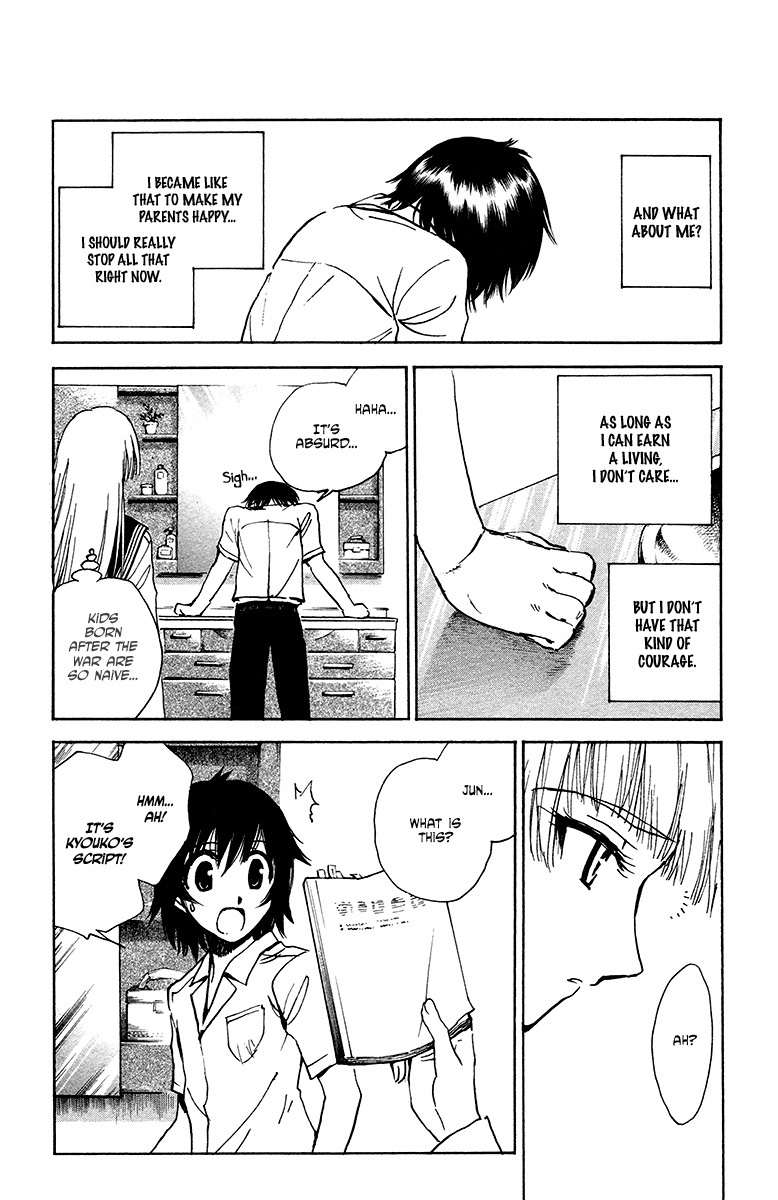 AND WHAT
ABOUT ME?
I BECAME LIKE
THAT TO MAKE MY
PARENTS HAPPY...
I SHOULD REALLY
STOP ALL THAT
RIGHT NOW.
AS LONG AS
I CAN EARN
A LIVING,
I DON'T CARE...
BUT I DON'T
HAVE THAT
KIND OF
COURAGE.
HAHA...
IT'S
ABSURD...
Sigh...
KIDS
BORN
AFTER THE
WAR ARE
SO NAIVE...
AH?
JUN...
WHAT IS
THIS?
HMM...
AH!
IT'S
KYOUKO'S
SCRIPT!